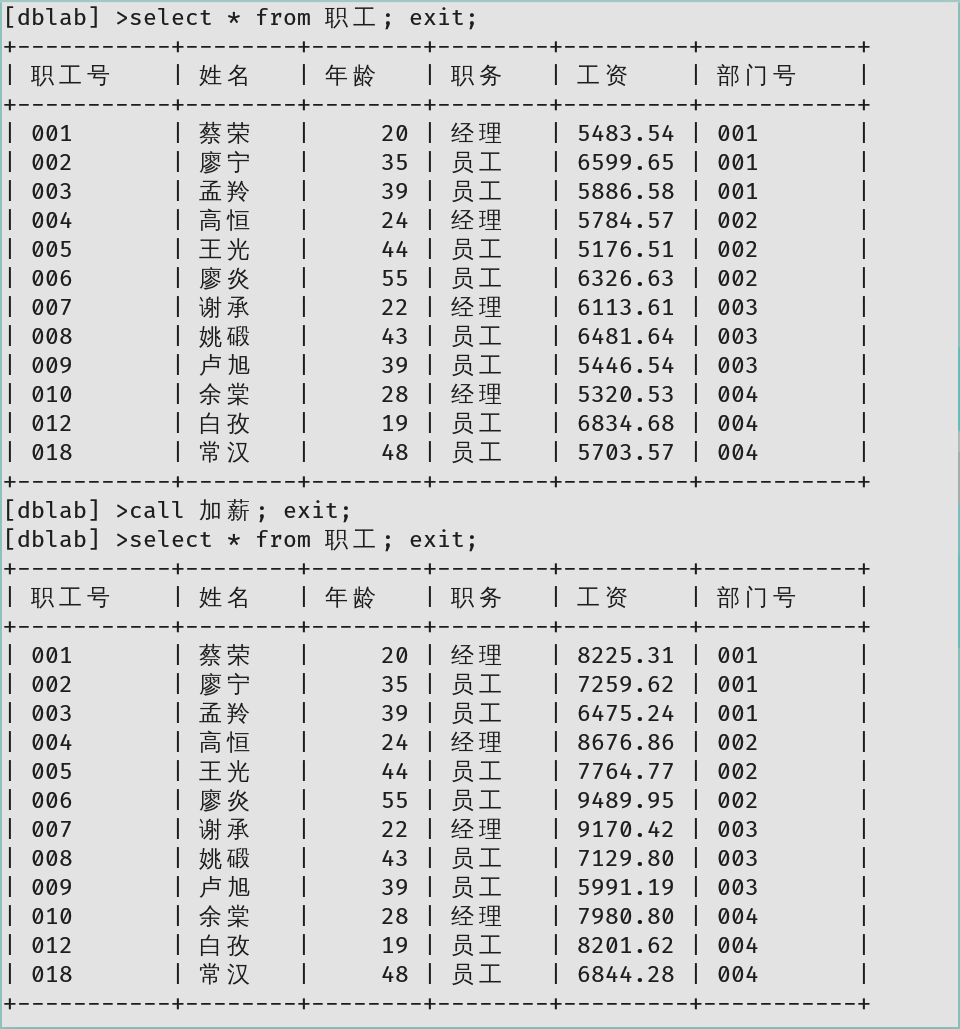 [dblab] >select * from 职工; exit;
+-----------+--------+--------+--------+---------+-----------+
| 职工号 | 姓名 | 年龄 | 职务 | 工资 | 部门号 |
+-----------+--------+--------+--------+---------+-----------+
| 001 | 蔡荣 | 20 | 经理 | 5483.54 | 001 |
| 002 | 廖宁 | 35 | 员工 | 6599.65 | 001 |
| 003 | 孟羚 | 39 | 员工 | 5886.58 | 001 |
| 004 | 高恒 | 24 | 经理 | 5784.57 | 002 |
| 005 | 王光 | 44 | 员工 | 5176.51 | 002 |
| 006 | 廖炎 | 55 | 员工 | 6326.63 | 002 |
| 007 | 谢承 | 22 | 经理 | 6113.61 | 003 |
| 008 | 姚碫 | 43 | 员工 | 6481.64 | 003 |
| 009 | 卢旭 | 39 | 员工 | 5446.54 | 003 |
| 010 | 余棠 | 28 | 经理 | 5320.53 | 004 |
| 012 | 白孜 | 19 | 员工 | 6834.68 | 004 |
| 018 | 常汉 | 48 | 员工 | 5703.57 | 004 |
+-----------+--------+--------+--------+---------+-----------+
[dblab] >call 加薪; exit;
[dblab] >select * from 职工; exit;
+-----------+--------+--------+--------+---------+-----------+
| 职工号 | 姓名 | 年龄 | 职务 | 工资 | 部门号 |
+-----------+--------+--------+--------+---------+-----------+
| 001 | 蔡荣 | 20 | 经理 | 8225.31 | 001 |
| 002 | 廖宁 | 35 | 员工 | 7259.62 | 001 |
| 003 | 孟羚 | 39 | 员工 | 6475.24 | 001 |
| 004 | 高恒 | 24 | 经理 | 8676.86 | 002 |
| 005 | 王光 | 44 | 员工 | 7764.77 | 002 |
| 006 | 廖炎 | 55 | 员工 | 9489.95 | 002 |
| 007 | 谢承 | 22 | 经理 | 9170.42 | 003 |
| 008 | 姚碫 | 43 | 员工 | 7129.80 | 003 |
| 009 | 卢旭 | 39 | 员工 | 5991.19 | 003 |
| 010 | 余棠 | 28 | 经理 | 7980.80 | 004 |
| 012 | 白孜 | 19 | 员工 | 8201.62 | 004 |
| 018 | 常汉 | 48 | 员工 | 6844.28 | 004 |
+-----------+--------+--------+--------+---------+-----------+